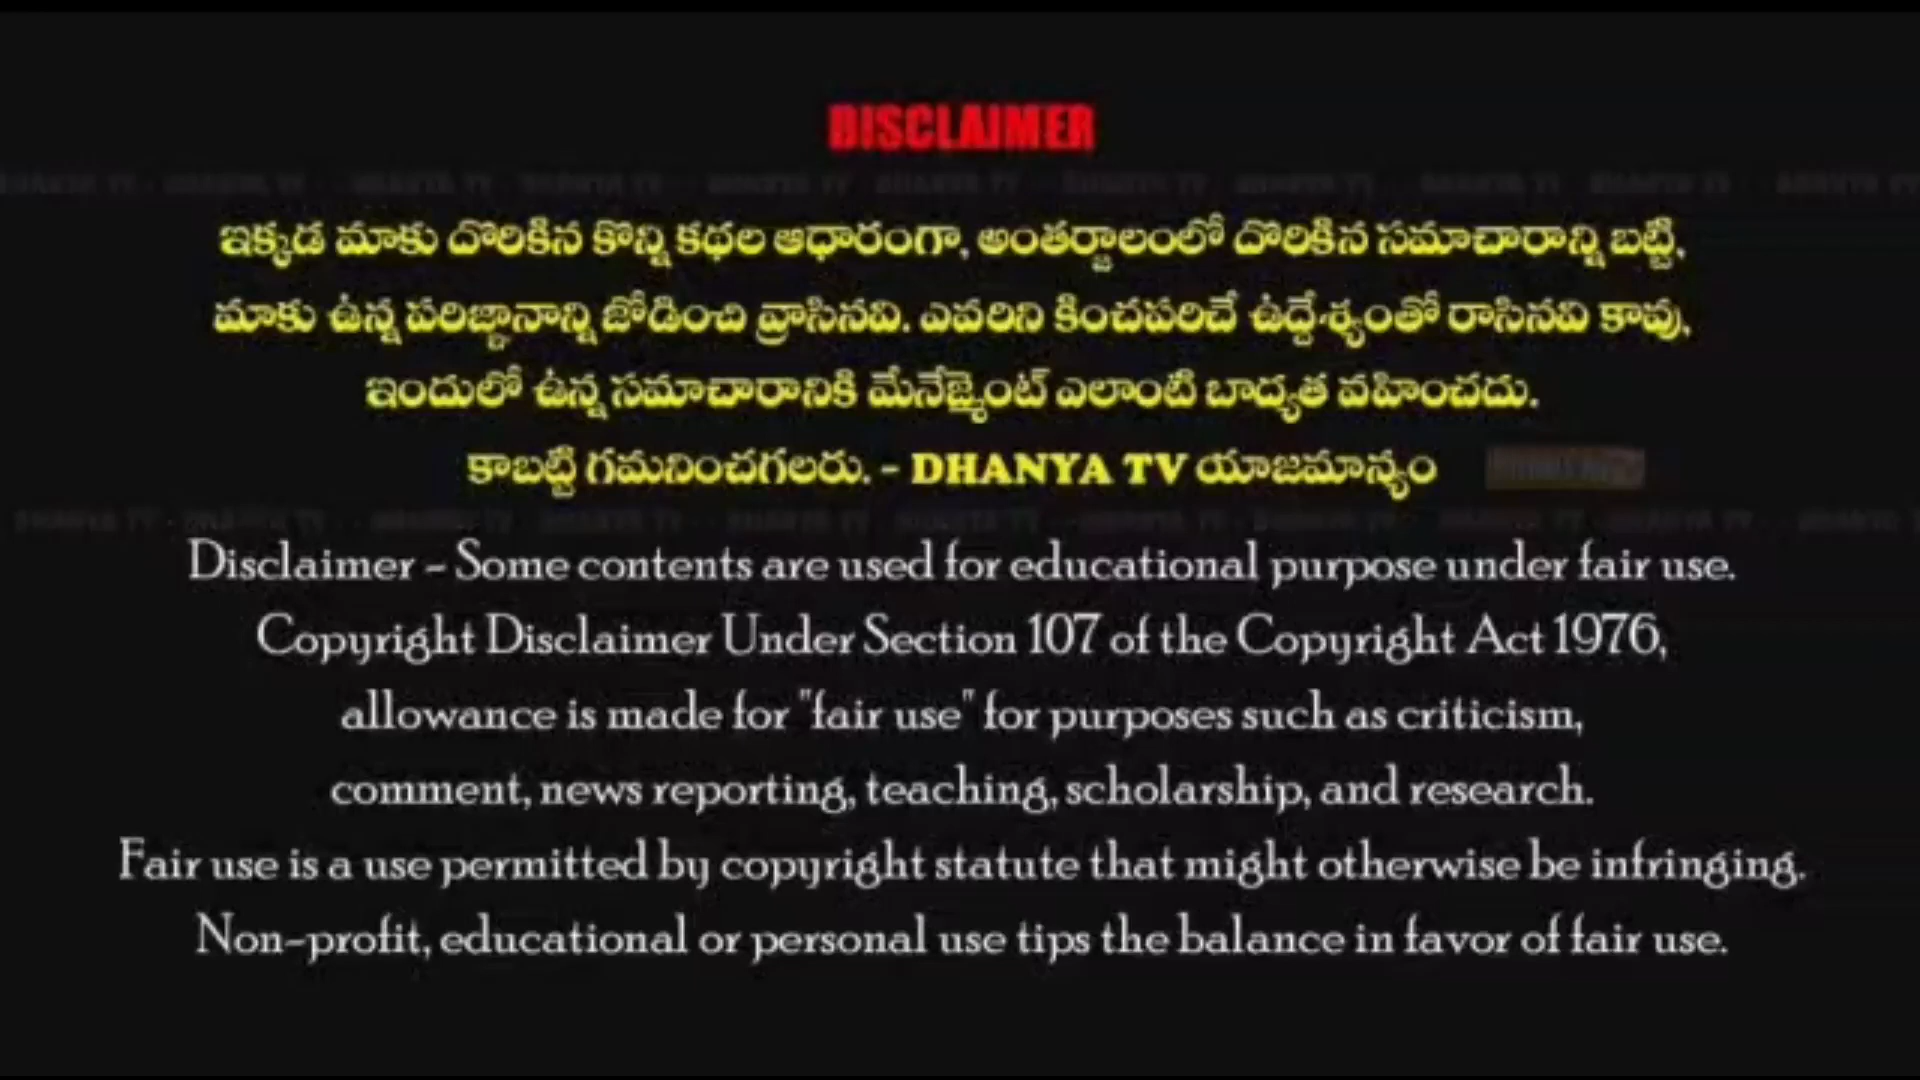 DISCLAIMER
ఇక్కడ మాకు దొరికిన కొన్ని కథల ఆధారంగా, అంతర్జాలంలో దొరికిన సమాచారాన్ని బట్టి,
మాకు ఉన్న పరిజ్ఞానాన్ని జోడించి వ్రాసినవి. ఎవరిని కించపరిచే ఉద్దేశ్యంతో రాసినవి కావు,
ఇందులో ఉన్న సమాచారానికి మేనేజ్మెంట్ ఎలాంటి బాద్యత వహించదు.
కాబట్టి గమనించగలరు. - DHANYA TV యాజమాన్యం
Disclaimer - Some contents are used for educational purpose under fair use.
Copyright Disclaimer Under Section 107 of the Copyright Act 1976,
allowance is made for "fair use" for purposes such as criticism,
comment, news reporting, teaching, scholarship, and research.
Fair use is a use permitted by copyright statute that might otherwise be infringing.
Non-profit, educational or personal use tips the balance in favor of fair use.